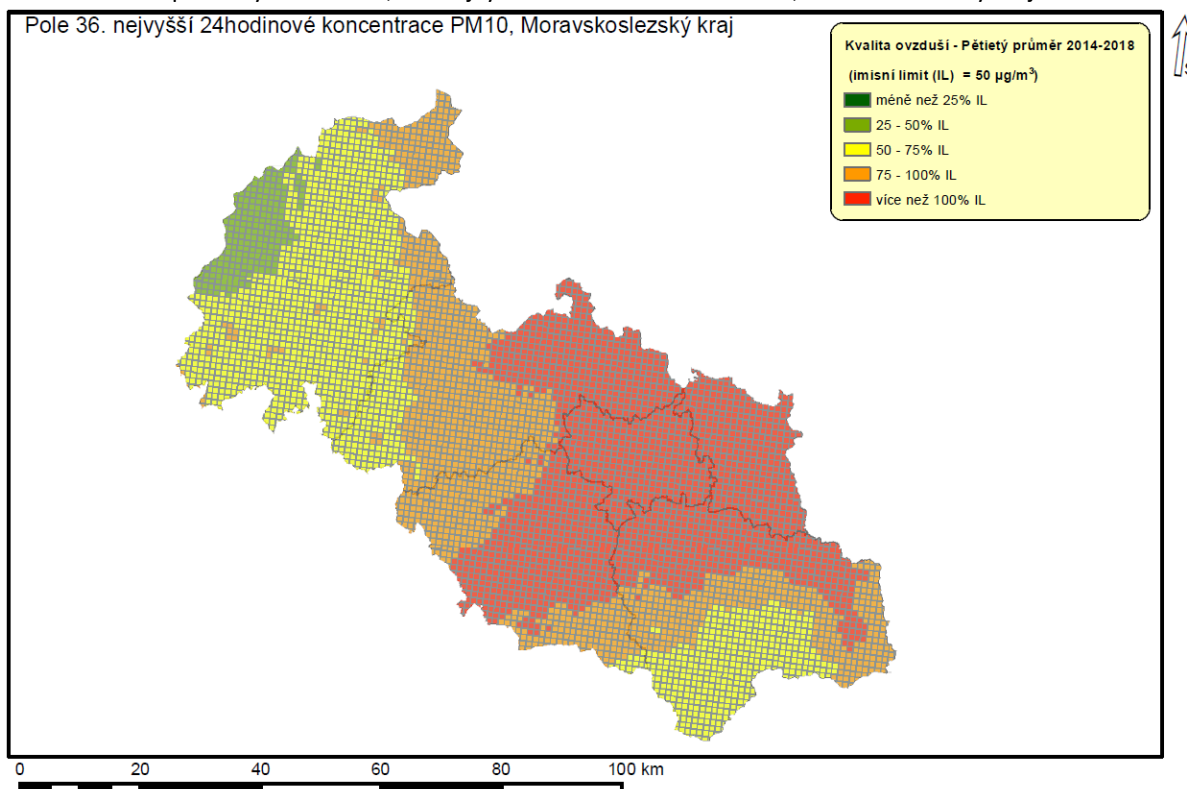 Pole 36. nejvyšší 24hodinové koncentrace PM10, Moravskoslezský kraj
Kvalita ovzduší - Pětietý průměr 2014-2018
(imisní limit (IL) = 50 µg/m³)
méně než 25% IL
25 - 50% IL
50 - 75% IL
75 - 100% IL
více než 100% IL
0 20 40 60 80 100 km